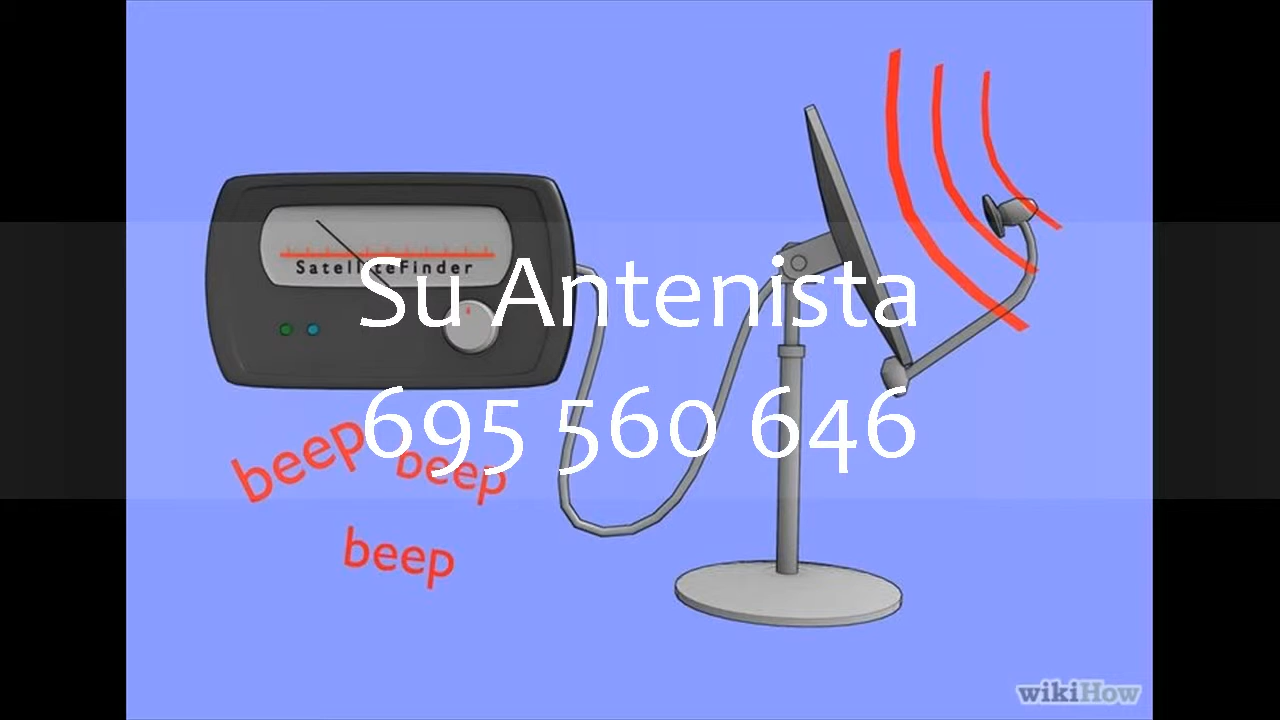 SatelliteFinder
Su Antenista
695 560 646
beep
beep
beep
wikiHow